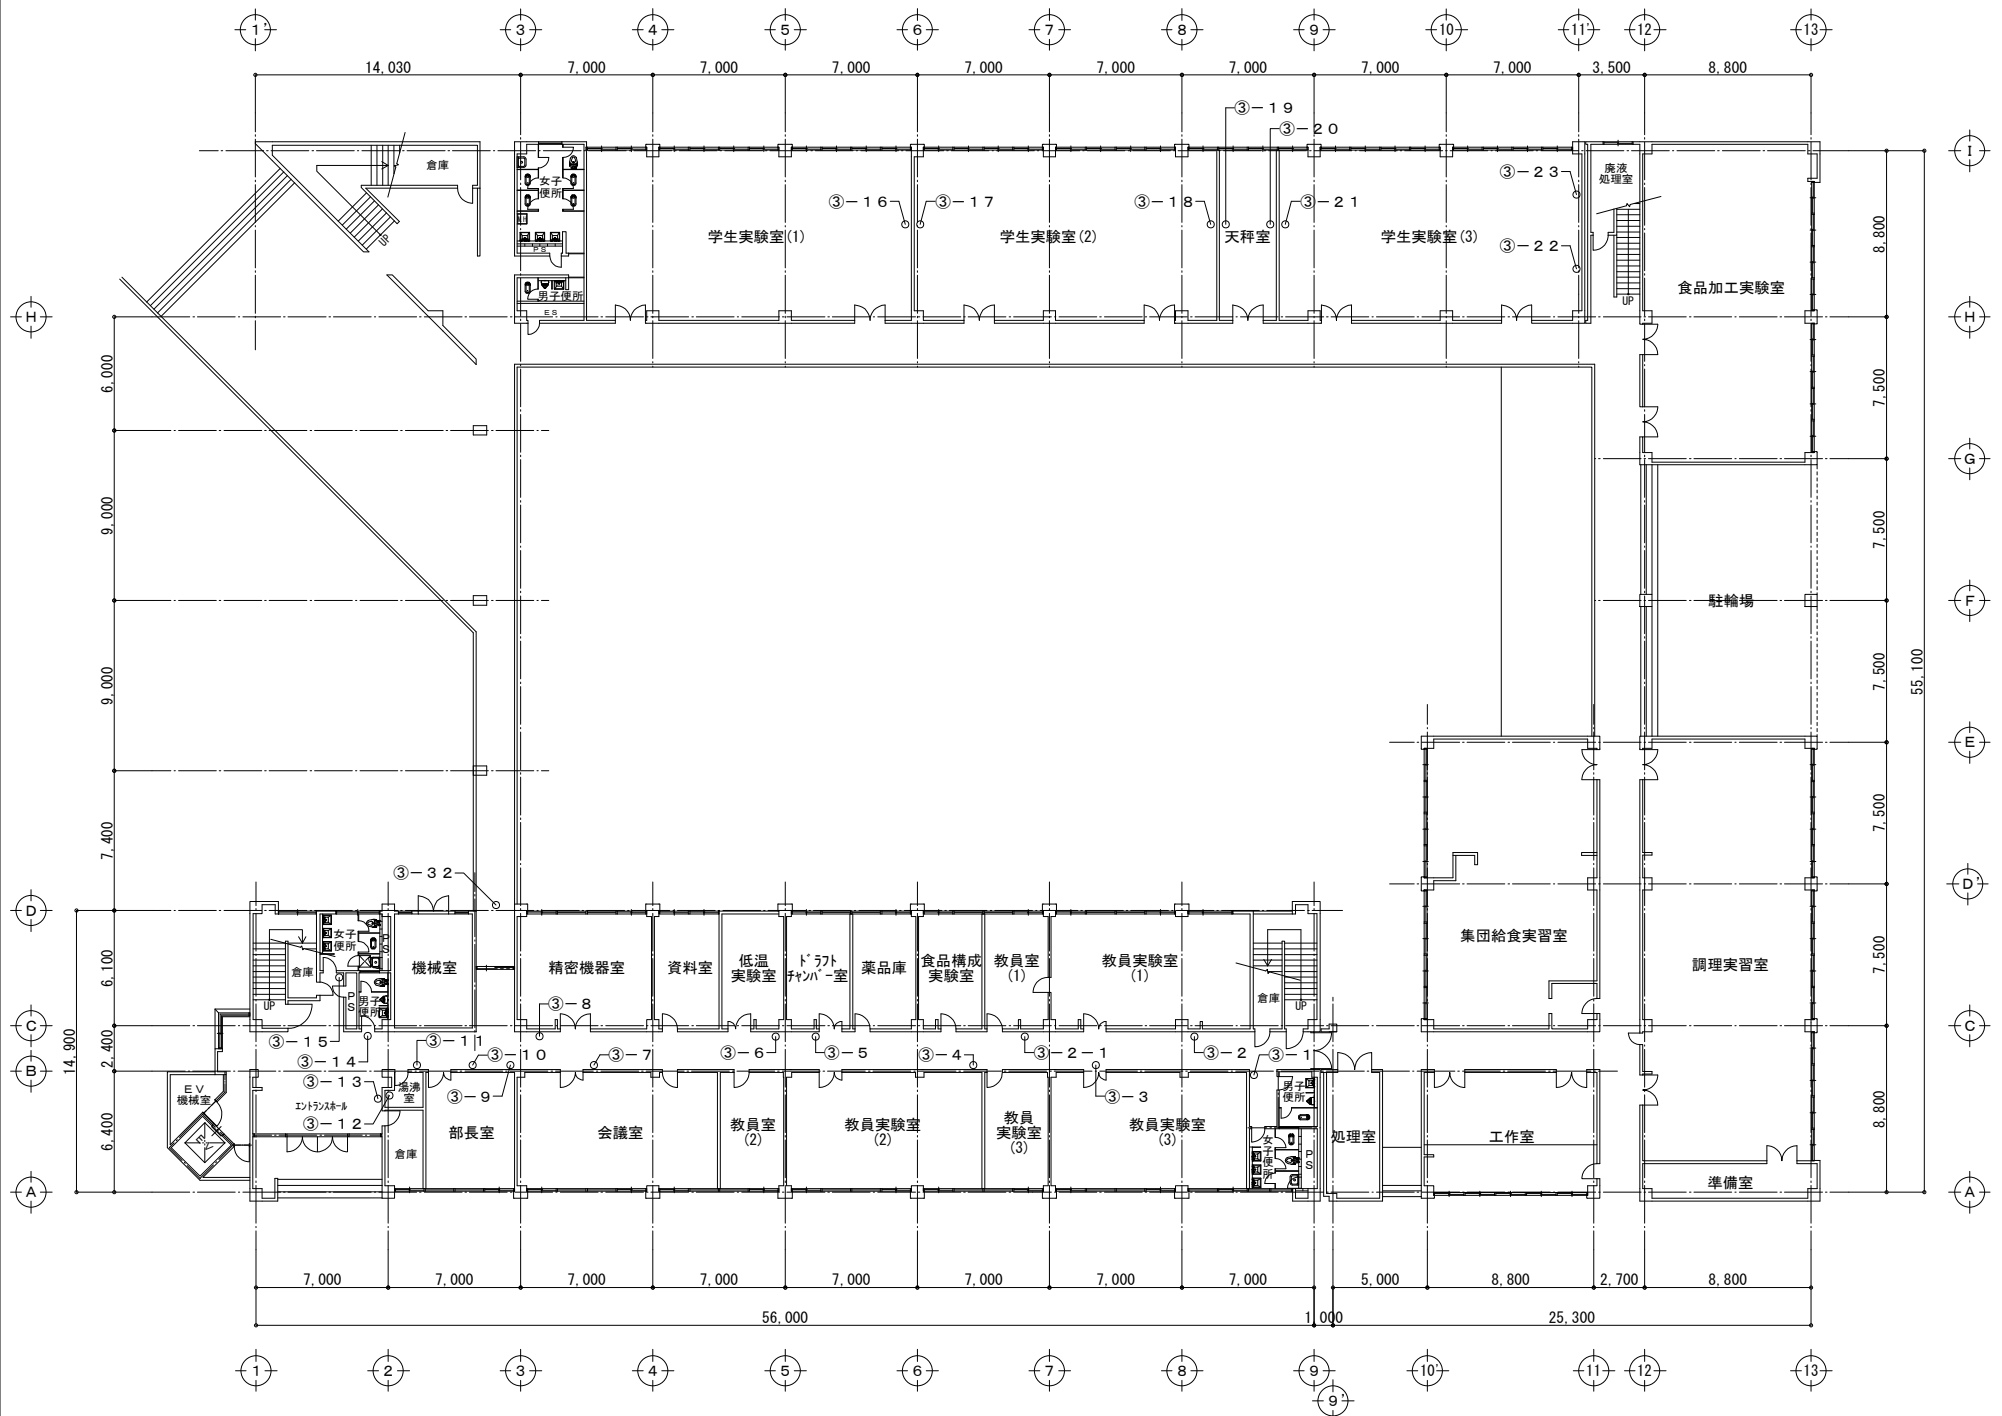 1' 3 4 5 6 7 8 9 10 11' 12 13
14,030 7,000 7,000 7,000 7,000 7,000 7,000 7,000 7,000 3,500 8,800
③－１９
③－２０
倉庫
I
女子
便所
廃液
処理室
③－２３
③－１６ ③－１７ ③－１８ ③－２１
学生実験室(1) 学生実験室(2) 天秤室 学生実験室(3)
③－２２
8,800
UP
ＰＳ
食品加工実験室
男子便所
ＥＳ
UP
H H
6,000
7,500
G
9,000
7,500
駐輪場
F
9,000
7,500
55,100
E
7,400
7,500
③－３２
D'
D
女子
便所
ＰＳ
倉庫
機械室 精密機器室 資料室
低温
実験室
ﾄﾞﾗﾌﾄ
ﾁｬﾝﾊﾞｰ室
薬品庫
食品構成
実験室
教員室
(1)
教員実験室
(1)
倉庫
集団給食実習室
調理実習室
6,100
7,500
UP
ＰＳ
男子
便所
UP
③－８
C C
③－１５
③－１４
③－１１
③－１０ ③－７ ③－６ ③－５ ③－４ ③－２－１ ③－２ ③－１
14,900
2,400
B
③－１３
③－１２
③－９
③－３
ＥＶ
機械室
ｴﾝﾄﾗﾝｽﾎｰﾙ
湯沸
室
男子
便所
倉庫
部長室 会議室
教員室
(2)
教員実験室
(2)
教員
実験室
(3)
教員実験室
(3)
女子便所
ＰＳ
処理室 工作室
6,400
8,800
準備室
A A
7,000 7,000 7,000 7,000 7,000 7,000 7,000 7,000 5,000 8,800 2,700 8,800
56,000 1,000 25,300
1 2 3 4 5 6 7 8 9 10' 11 12 13
9'